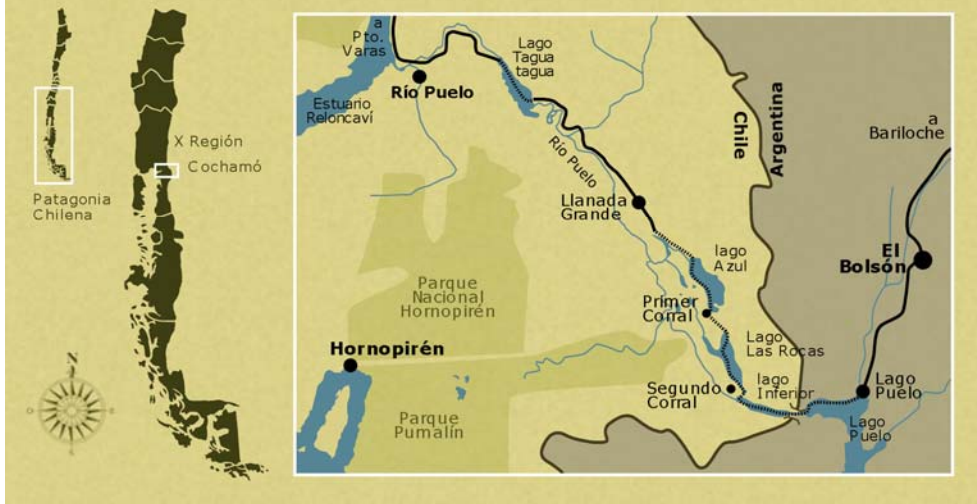 X Región
Cochamó
Patagonia
Chilena
N
a
Pto.
Varas
Lago
Tagua
tagua
Río Puelo
Estuario
Reloncaví
Chile
Argentina
a
Bariloche
Río Puelo
Llanada
Grande
lago
Azul
El
Bolsón
Parque
Nacional
Hornopirén
Primer
Corral
Hornopirén
Lago
Las Rocas
Segundo
Corral
lago
Inferior
Lago
Puelo
Parque
Pumalín
Lago
Puelo